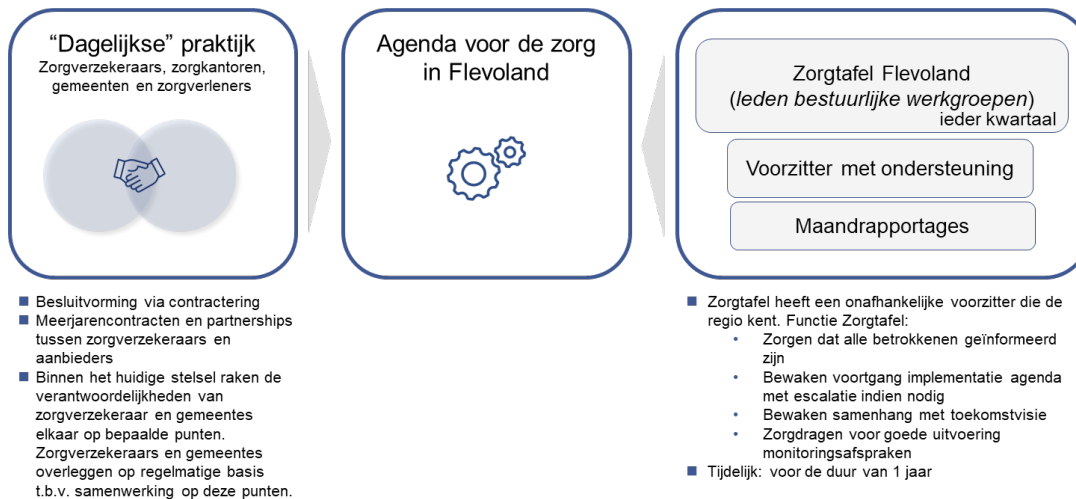 “Dagelijkse” praktijk
Zorgverzekeraars, zorgkantoren,
gemeenten en zorgverleners
Agenda voor de zorg
in Flevoland
Zorgtafel Flevoland
(leden bestuurlijke werkgroepen)
ieder kwartaal
Voorzitter met ondersteuning
Maandrapportages
Besluitvorming via contractering
Meerjarencontracten en partnerships
tussen zorgverzekeraars en
aanbieders
Binnen het huidige stelsel raken de
verantwoordelijkheden van
zorgverzekeraar en gemeentes
elkaar op bepaalde punten.
Zorgverzekeraars en gemeentes
overleggen op regelmatige basis
t.b.v. samenwerking op deze punten.
Zorgtafel heeft een onafhankelijke voorzitter die de
regio kent. Functie Zorgtafel:
Zorgen dat alle betrokkenen geïnformeerd
zijn
Bewaken voortgang implementatie agenda
met escalatie indien nodig
Bewaken samenhang met toekomstvisie
Zorgdragen voor goede uitvoering
monitoringsafspraken
Tijdelijk: voor de duur van 1 jaar